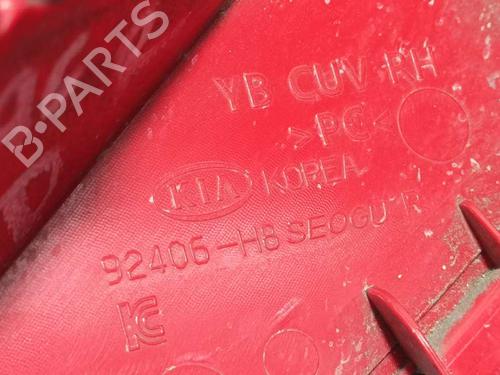 B-PARTS
YB CUV RH
>PC<
KIA KOREA
92406-H8 SEOGU R